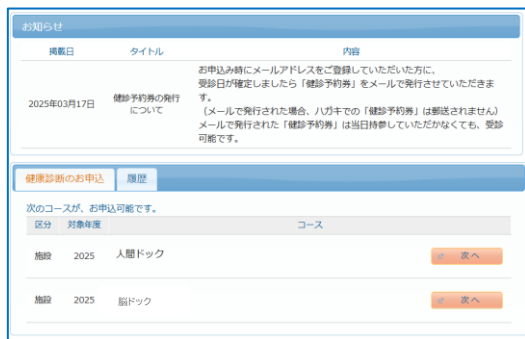 お知らせ
掲載日 タイトル 内容
2025年03月17日
健診予約券の発行
について
お申込み時にメールアドレスをご登録していただいた方に、
受診日が確定しましたら「健診予約券」をメールで発行させていただきま
す。
(メールで発行された場合、ハガキでの「健診予約券」は郵送されません)
メールで発行された「健診予約券」は当日持参していただかなくても、受診
可能です。
健康診断のお申込 履歴
次のコースが、お申込可能です。
区分 対象年度 コース
施設 2025 人間ドック 次へ
施設 2025 脳ドック 次へ